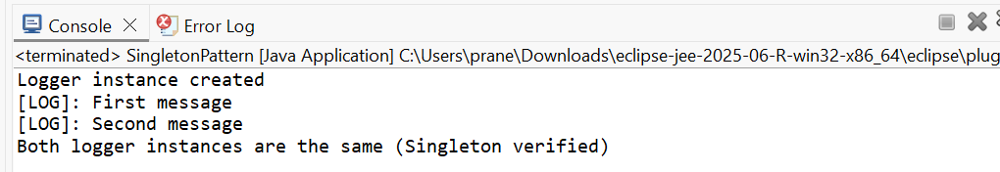 Console
Error Log
<terminated> SingletonPattern [Java Application] C:\Users\prane\Downloads\eclipse-jee-2025-06-R-win32-x86_64\eclipse\plug
Logger instance created
[LOG]: First message
[LOG]: Second message
Both logger instances are the same (Singleton verified)